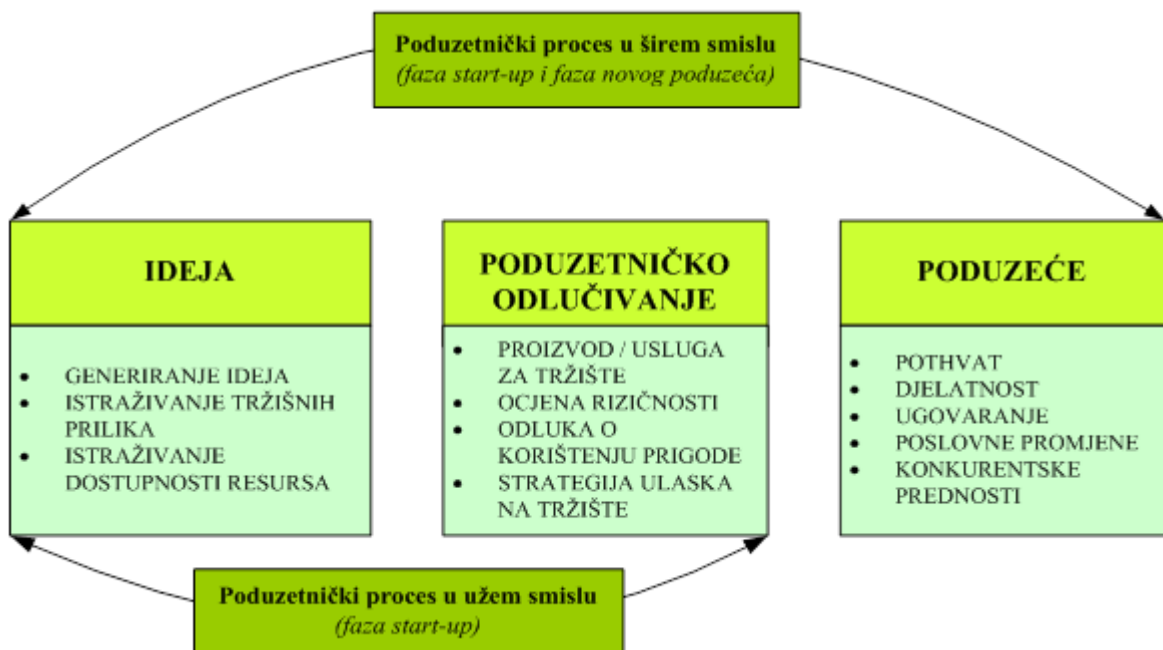 Poduzetnički proces u širem smislu
(faza start-up i faza novog poduzeća)
IDEJA
• GENERIRANJE IDEJA
• ISTRAŽIVANJE TRŽIŠNIH
PRILIKA
• ISTRAŽIVANJE
DOSTUPNOSTI RESURSA
PODUZETNIČKO
ODLUČIVANJE
• PROIZVOD / USLUGA
ZA TRŽIŠTE
• OCJENA RIZIČNOSTI
• ODLUKA O
KORIŠTENJU PRIGODE
• STRATEGIJA ULASKA
NA TRŽIŠTE
PODUZEĆE
• POTHVAT
• DJELATNOST
• UGOVARANJE
• POSLOVNE PROMJENE
• KONKURENTSKE
PREDNOSTI
Poduzetnički proces u užem smislu
(faza start-up)